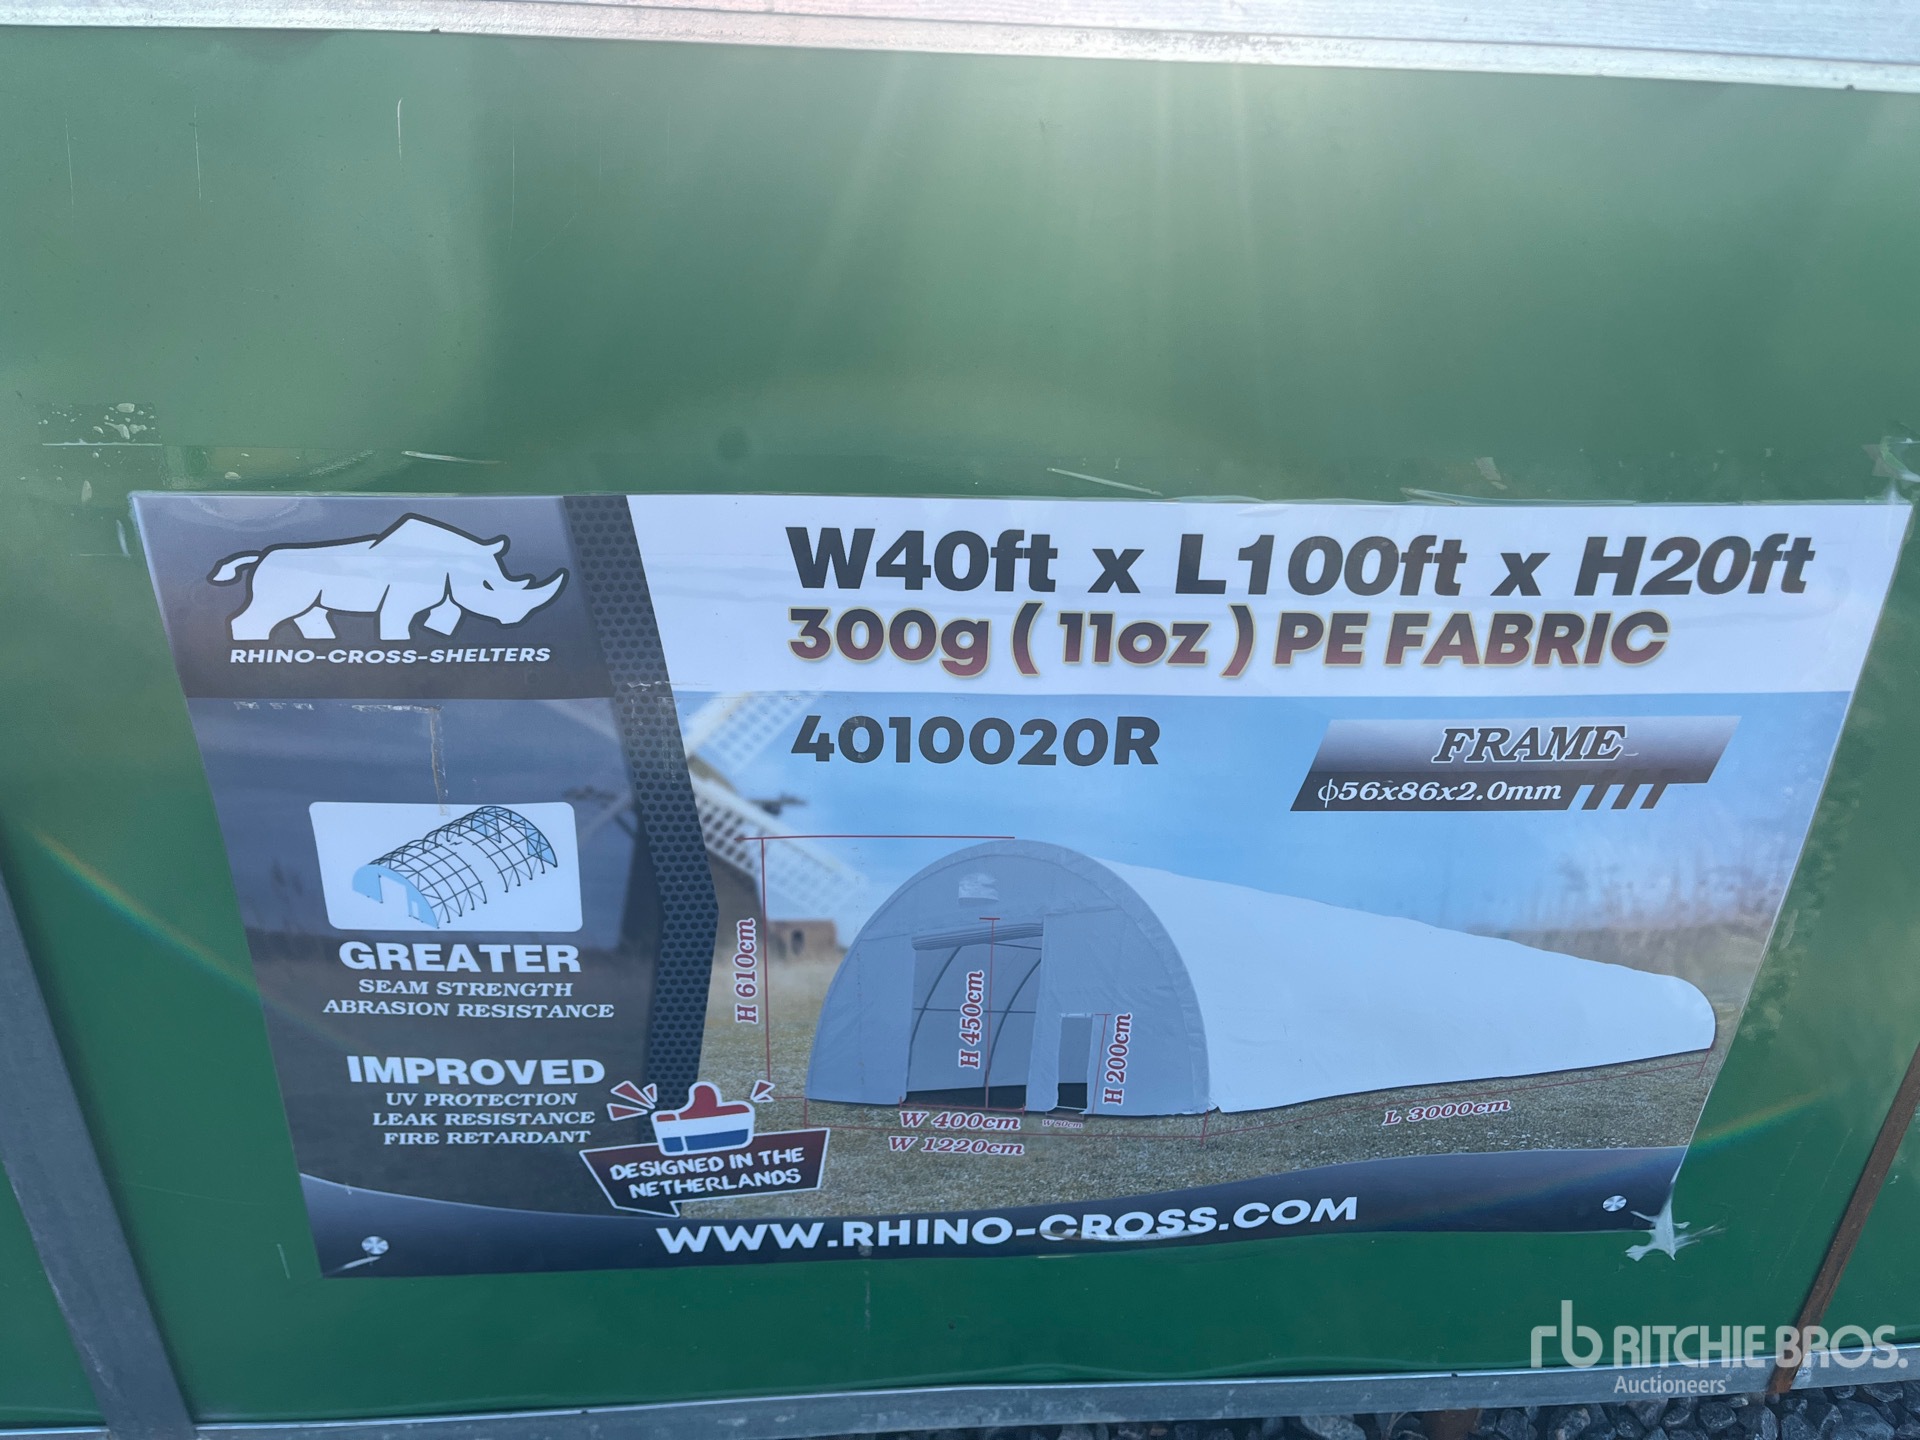 RHINO-CROSS-SHELTERS
W40ft x L100ft x H20ft
300g ( 11oz ) PE FABRIC
4010020R
FRAME
ϕ56x86x2.0mm
GREATER
SEAM STRENGTH
ABRASION RESISTANCE
IMPROVED
UV PROTECTION
LEAK RESISTANCE
FIRE RETARDANT
DESIGNED IN THE
NETHERLANDS
H 610cm
H 450cm
H 200cm
W 400cm
W 80cm
W 1220cm
L 3000cm
WWW.RHINO-CROSS.COM
rb RITCHIE BROS.
Auctioneers